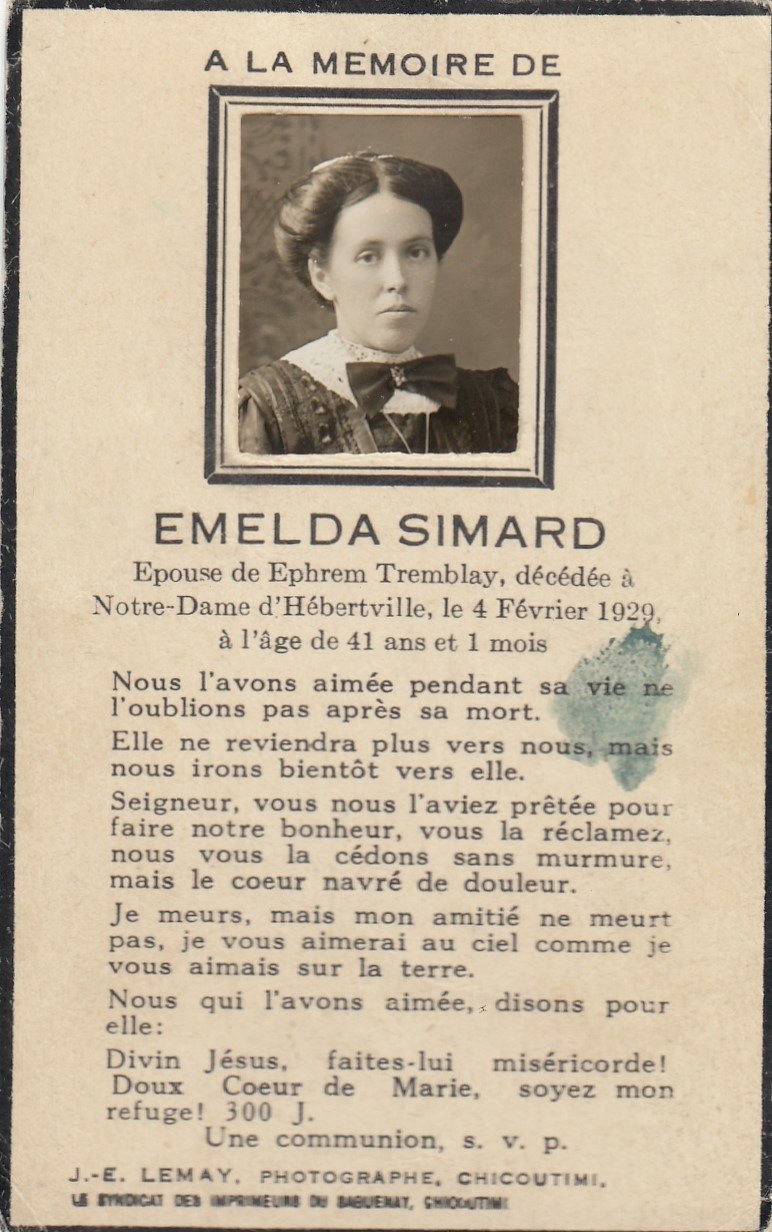 A LA MEMOIRE DE
EMELDA SIMARD
Epouse de Ephrem Tremblay, décédée à
Notre-Dame d'Hébertville, le 4 Février 1929,
à l'âge de 41 ans et 1 mois
Nous l'avons aimée pendant sa vie ne
l'oublions pas après sa mort.
Elle ne reviendra plus vers nous, mais
nous irons bientôt vers elle.
Seigneur, vous nous l'aviez prêtée pour
faire notre bonheur, vous la réclamez,
nous vous la cédons sans murmure,
mais le coeur navré de douleur.
Je meurs, mais mon amitié ne meurt
pas, je vous aimerai au ciel comme je
vous aimais sur la terre.
Nous qui l'avons aimée, disons pour
elle:
Divin Jésus, faites-lui miséricorde!
Doux Coeur de Marie, soyez mon
refuge! 300 J.
Une communion, s. v. p.
J.-E. LEMAY, PHOTOGRAPHE, CHICOUTIMI,
LE SYNDICAT DES IMPRIMEURS DU SAGUENAY, CHICOUTIMI